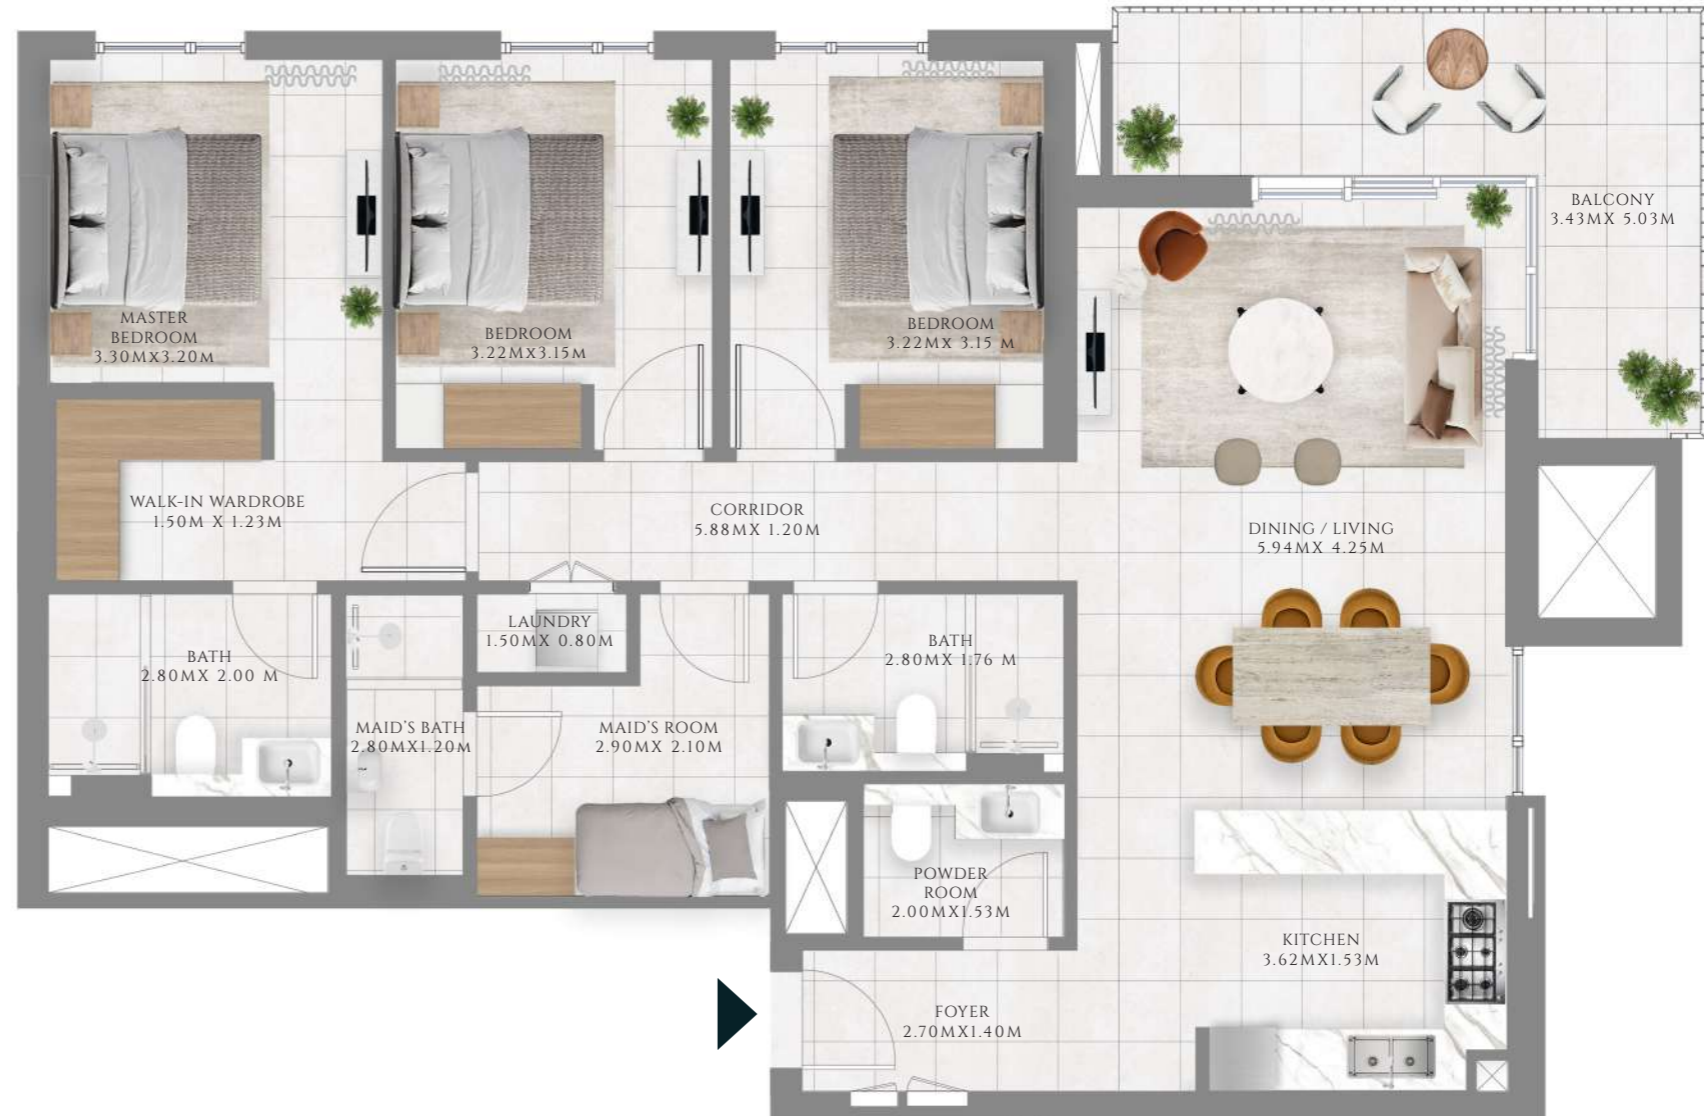 BALCONY
3.43MX 5.03M
MASTER
BEDROOM
3.30MX3.20M
BEDROOM
3.22MX3.15M
BEDROOM
3.22MX 3.15 M
WALK-IN WARDROBE
1.50M X 1.23M
CORRIDOR
5.88MX 1.20M
DINING / LIVING
5.94MX 4.25M
BATH
2.80MX 2.00 M
LAUNDRY
1.50MX 0.80M
BATH
2.80MX 1.76 M
MAID'S BATH
2.80MX1.20M
MAID'S ROOM
2.90MX 2.10M
POWDER
ROOM
2.00MX1.53M
KITCHEN
3.62MX1.53M
FOYER
2.70MX1.40M